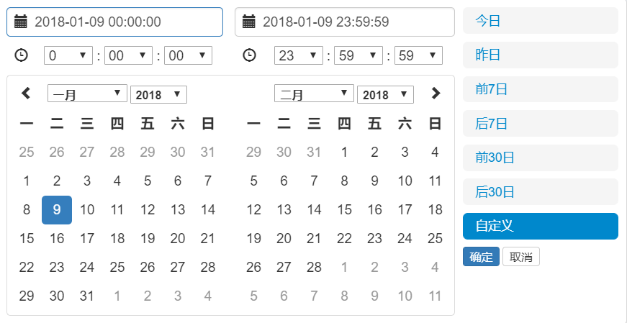 2018-01-09 00:00:00
2018-01-09 23:59:59
0 : 00 : 00
23 : 59 : 59
一月 2018
一 二 三 四 五 六 日
25 26 27 28 29 30 31
1 2 3 4 5 6 7
8 9 10 11 12 13 14
15 16 17 18 19 20 21
22 23 24 25 26 27 28
29 30 31 1 2 3 4
二月 2018
一 二 三 四 五 六 日
29 30 31 1 2 3 4
5 6 7 8 9 10 11
12 13 14 15 16 17 18
19 20 21 22 23 24 25
26 27 28 1 2 3 4
5 6 7 8 9 10 11
今日
昨日
前7日
后7日
前30日
后30日
自定义
确定 取消